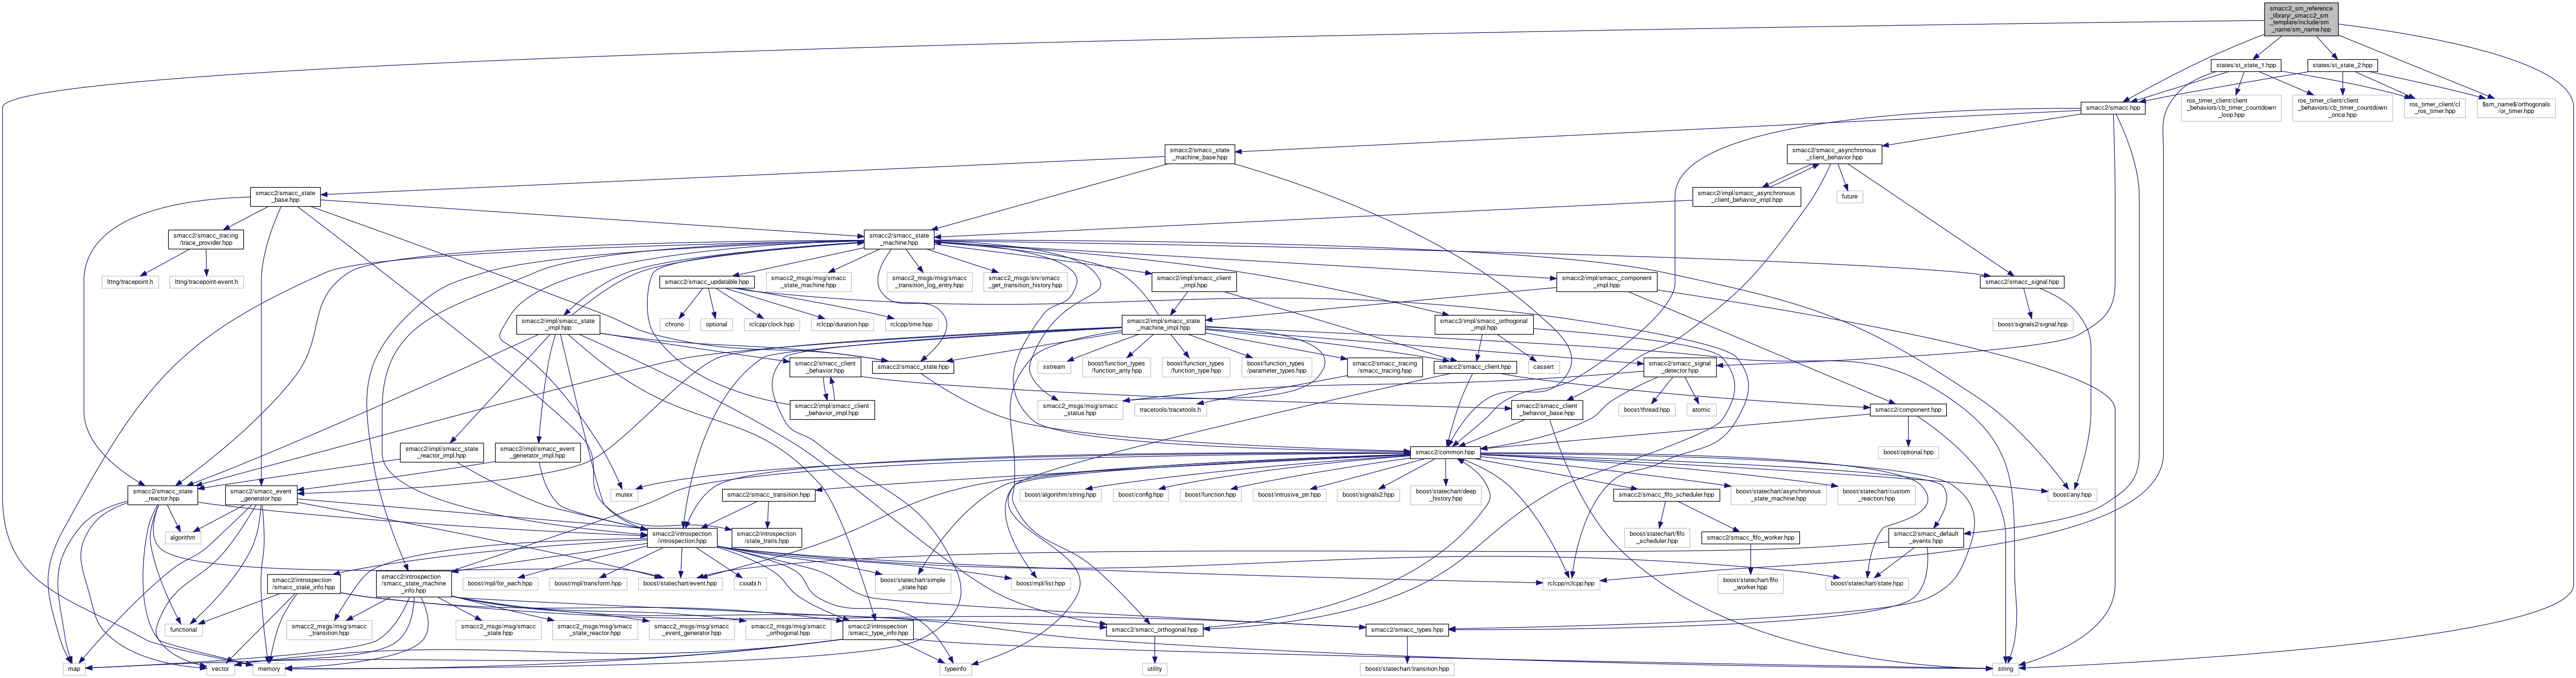 smacc2_sm_reference
_library/_smacc2_sm
_template/include/sm
_name/sm_name.hpp
states/st_state_1.hpp
states/st_state_2.hpp
smacc2/smacc.hpp
ros_timer_client/client
_behaviors/cb_timer_countdown
_loop.hpp
ros_timer_client/client
_behaviors/cb_timer_countdown
_once.hpp
ros_timer_client/cl
_ros_timer.hpp
$sm_name$/orthogonals
/or_timer.hpp
smacc2/smacc_state
_machine_base.hpp
smacc2/smacc_asynchronous
_client_behavior.hpp
smacc2/smacc_state
_base.hpp
smacc2/impl/smacc_asynchronous
_client_behavior_impl.hpp
future
smacc2/smacc_tracing
/trace_provider.hpp
smacc2/smacc_state
_machine.hpp
lttng/tracepoint.h
lttng/tracepoint-event.h
smacc2/smacc_updatable.hpp
smacc2_msgs/msg/smacc
_state_machine.hpp
smacc2_msgs/msg/smacc
_transition_log_entry.hpp
smacc2_msgs/srv/smacc
_get_transition_history.hpp
smacc2/impl/smacc_client
_impl.hpp
smacc2/impl/smacc_component
_impl.hpp
smacc2/smacc_signal.hpp
smacc2/impl/smacc_state
_impl.hpp
chrono
optional
rclcpp/clock.hpp
rclcpp/duration.hpp
rclcpp/time.hpp
smacc2/impl/smacc_state
_machine_impl.hpp
smacc2/impl/smacc_orthogonal
_impl.hpp
boost/signals2/signal.hpp
smacc2/smacc_client
_behavior.hpp
smacc2/smacc_state.hpp
sstream
boost/function_types
/function_arity.hpp
boost/function_types
/function_type.hpp
boost/function_types
/parameter_types.hpp
smacc2/smacc_tracing
/smacc_tracing.hpp
smacc2/smacc_client.hpp
cassert
smacc2/smacc_signal
_detector.hpp
smacc2/impl/smacc_client
_behavior_impl.hpp
smacc2_msgs/msg/smacc
_status.hpp
tracetools/tracetools.h
smacc2/smacc_client
_behavior_base.hpp
boost/thread.hpp
atomic
smacc2/component.hpp
smacc2/impl/smacc_state
_reactor_impl.hpp
smacc2/impl/smacc_event
_generator_impl.hpp
smacc2/common.hpp
boost/optional.hpp
smacc2/smacc_state
_reactor.hpp
smacc2/smacc_event
_generator.hpp
mutex
smacc2/smacc_transition.hpp
boost/algorithm/string.hpp
boost/config.hpp
boost/function.hpp
boost/intrusive_ptr.hpp
boost/signals2.hpp
boost/statechart/deep
_history.hpp
smacc2/smacc_fifo_scheduler.hpp
boost/statechart/asynchronous
_state_machine.hpp
boost/statechart/custom
_reaction.hpp
boost/any.hpp
algorithm
smacc2/introspection
/introspection.hpp
smacc2/introspection
/state_traits.hpp
boost/statechart/fifo
_scheduler.hpp
smacc2/smacc_fifo_worker.hpp
smacc2/smacc_default
_events.hpp
smacc2/introspection
/smacc_state_info.hpp
smacc2/introspection
/smacc_state_machine
_info.hpp
boost/mpl/for_each.hpp
boost/mpl/transform.hpp
boost/statechart/event.hpp
cxxabi.h
boost/statechart/simple
_state.hpp
boost/mpl/list.hpp
rclcpp/rclcpp.hpp
boost/statechart/fifo
_worker.hpp
boost/statechart/state.hpp
functional
smacc2_msgs/msg/smacc
_transition.hpp
smacc2_msgs/msg/smacc
_state.hpp
smacc2_msgs/msg/smacc
_state_reactor.hpp
smacc2_msgs/msg/smacc
_event_generator.hpp
smacc2_msgs/msg/smacc
_orthogonal.hpp
smacc2/introspection
/smacc_type_info.hpp
smacc2/smacc_orthogonal.hpp
smacc2/smacc_types.hpp
map
vector
memory
typeinfo
utility
boost/statechart/transition.hpp
string